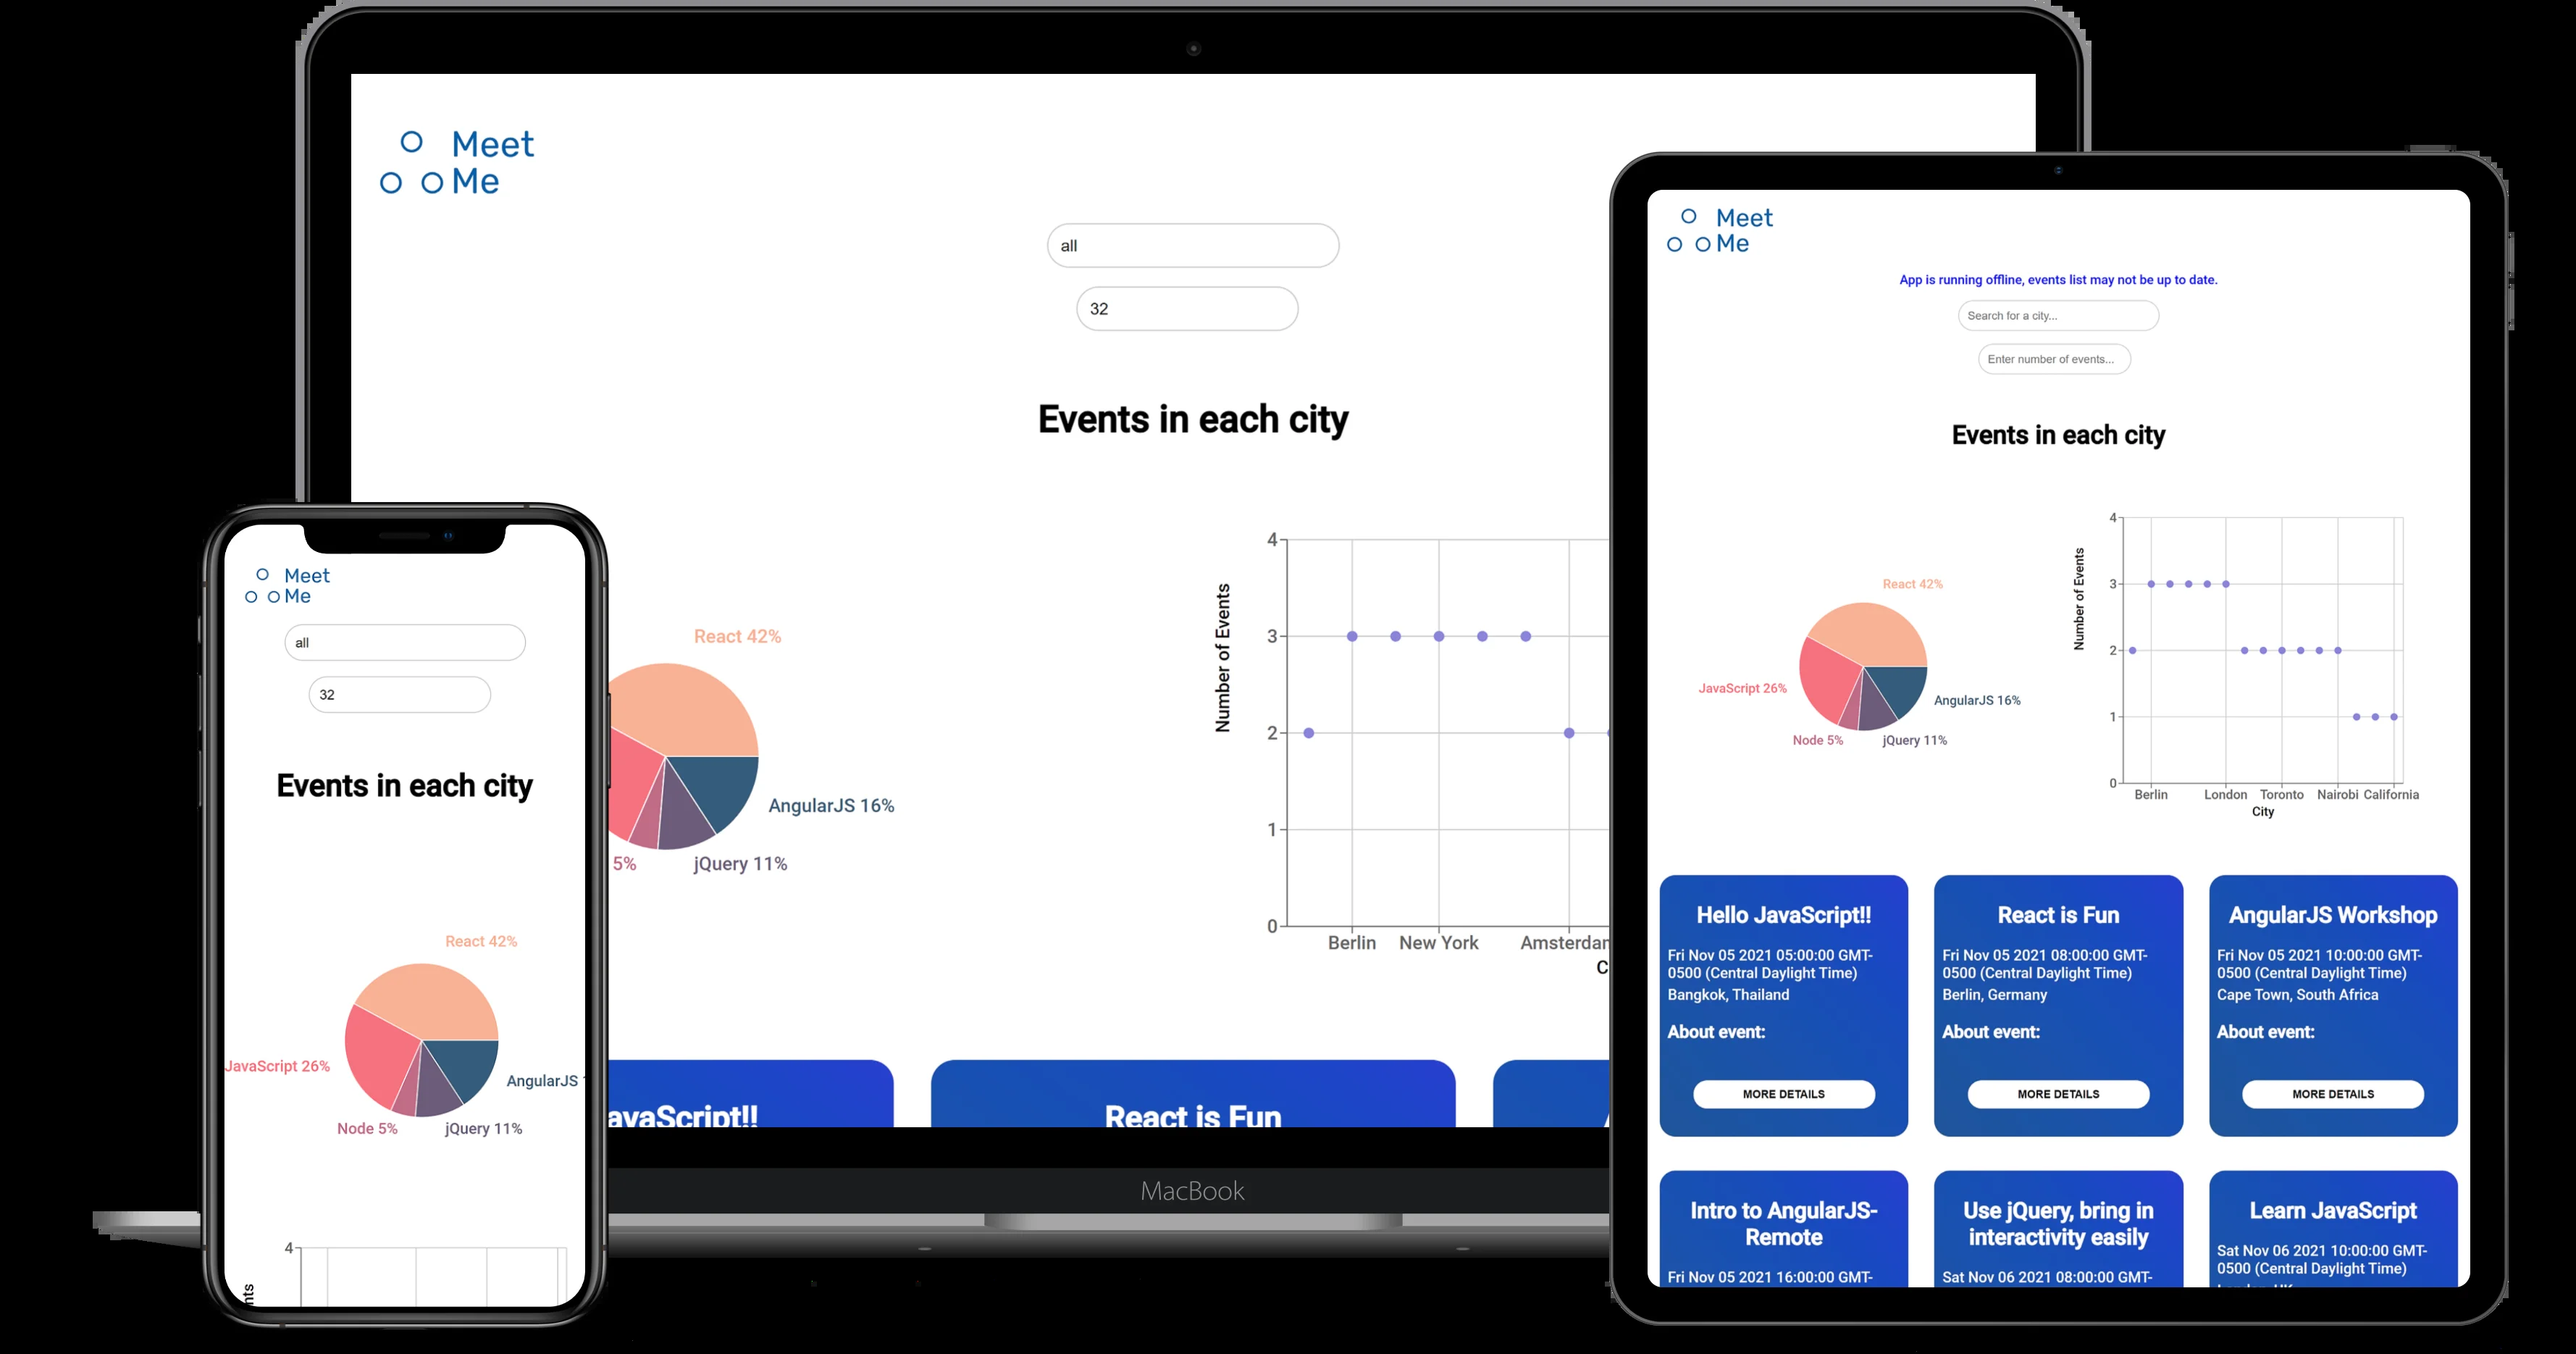 Meet
Me
all
32
Events in each city
React 42%
AngularJS 16%
5%
jQuery 11%
Number of Events
4
3
2
1
0
Berlin
New York
React is Fun
MacBook
Meet
Me
all
32
Events in each city
React 42%
JavaScript 26%
AngularJS
Node 5%
jQuery 11%
4
Meet
Me
App is running offline, events list may not be up to date.
Search for a city...
Enter number of events...
Events in each city
React 42%
JavaScript 26%
AngularJS 16%
Node 5%
jQuery 11%
Number of Events
4
3
2
1
0
Berlin
London
Toronto
Nairobi
California
City
Hello JavaScript!!
Fri Nov 05 2021 05:00:00 GMT-
0500 (Central Daylight Time)
Bangkok, Thailand
About event:
MORE DETAILS
React is Fun
Fri Nov 05 2021 08:00:00 GMT-
0500 (Central Daylight Time)
Berlin, Germany
About event:
MORE DETAILS
AngularJS Workshop
Fri Nov 05 2021 10:00:00 GMT-
0500 (Central Daylight Time)
Cape Town, South Africa
About event:
MORE DETAILS
Intro to AngularJS-
Remote
Fri Nov 05 2021 16:00:00 GMT-
Use jQuery, bring in
interactivity easily
Sat Nov 06 2021 08:00:00 GMT-
Learn JavaScript
Sat Nov 06 2021 10:00:00 GMT-
0500 (Central Daylight Time)